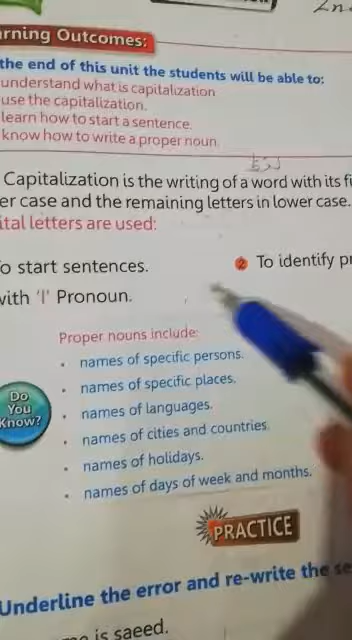 2n
arning Outcomes:
the end of this unit the students will be able to:
understand what is capitalization
use the capitalization.
learn how to start a sentence.
know how to write a proper noun.
Capitalization is the writing of a word with its fi
er case and the remaining letters in lower case.
ital letters are used:
o start sentences.
2 To identify pr
with 'I' Pronoun.
Proper nouns include:
• names of specific persons.
• names of specific places.
Do You Know?
• names of languages.
• names of cities and countries.
• names of holidays.
• names of days of week and months.
PRACTICE
Underline the error and re-write the se
is saeed.